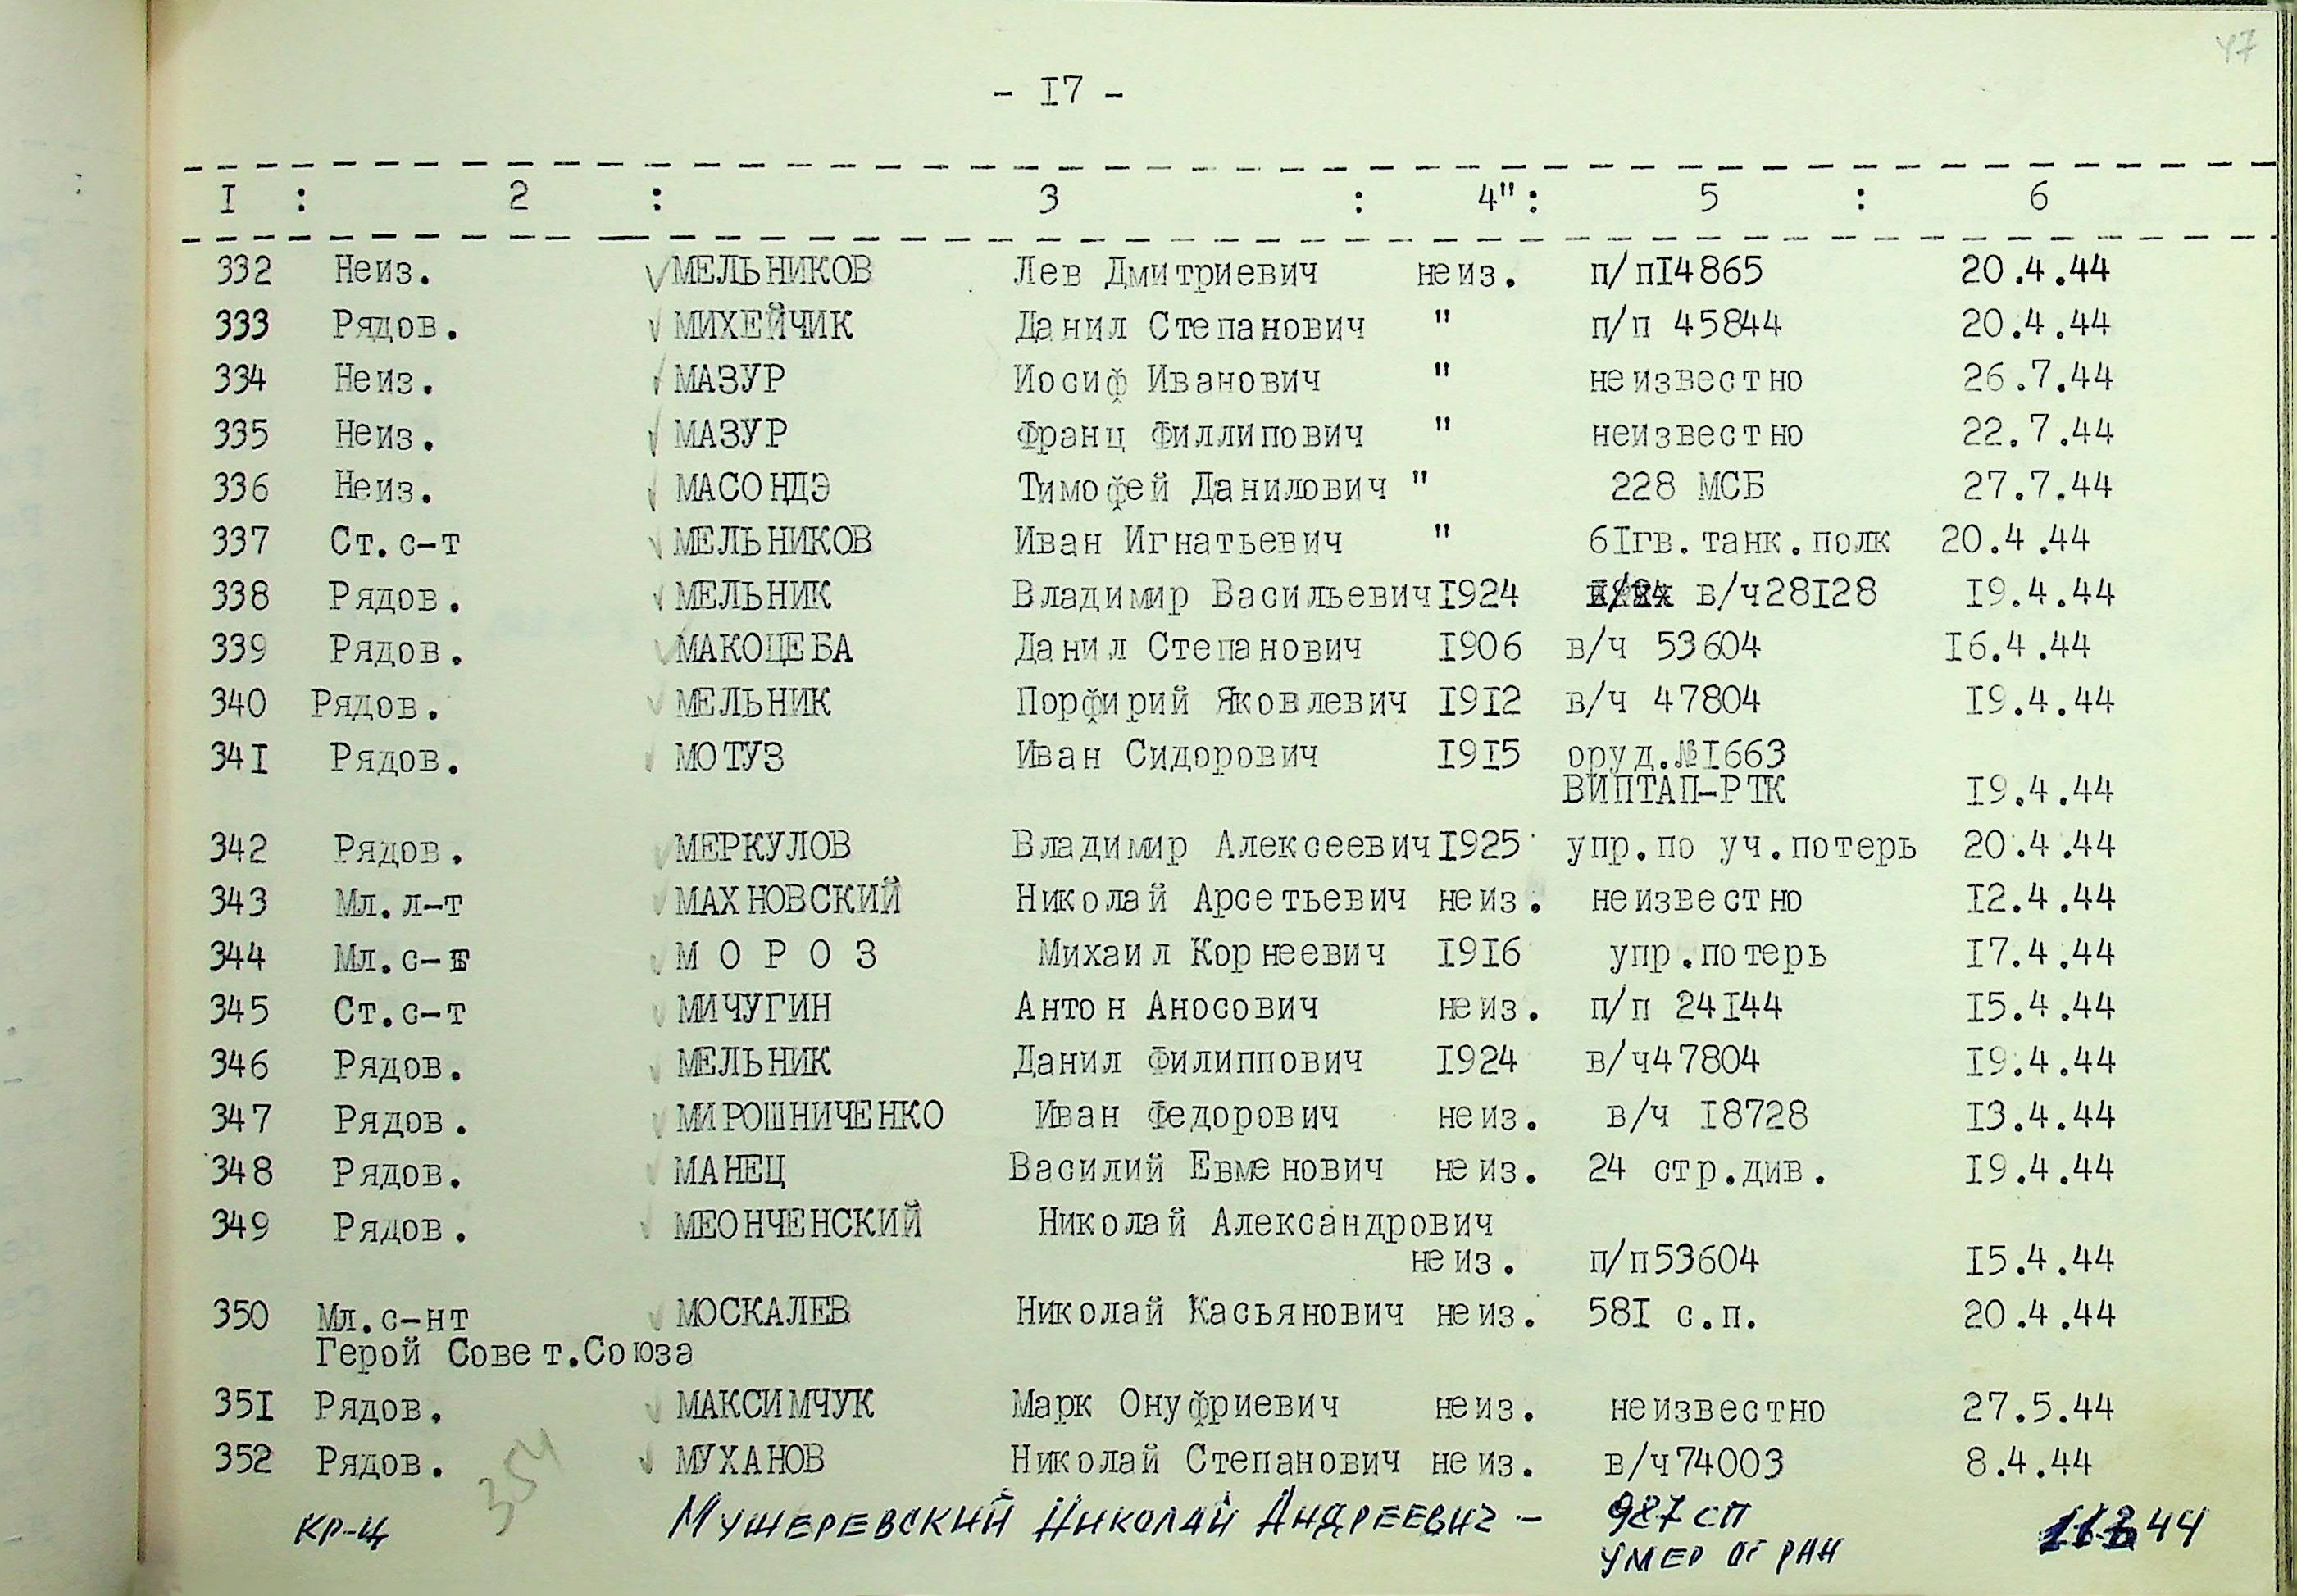 47
- I7 -
I : 2 : 3 : 4" : 5 : 6
332 Неиз. МЕЛЬНИКОВ Лев Дмитриевич неиз. п/пI4865 20.4.44
333 Рядов. МИХЕЙЧИК Данил Степанович " п/п 45844 20.4.44
334 Неиз. МАЗУР Иосиф Иванович " неизвестно 26.7.44
335 Неиз. МАЗУР Франц Филлипович " неизвестно 22.7.44
336 Неиз. МАСОНДЭ Тимофей Данилович " 228 МСБ 27.7.44
337 Ст.с-т МЕЛЬНИКОВ Иван Игнатьевич " 6Iгв.танк.полк 20.4.44
338 Рядов. МЕЛЬНИК Владимир Васильевич I924 в/ч28I28 I9.4.44
339 Рядов. МАКОЦЕБА Данил Степанович I906 в/ч 53604 I6.4.44
340 Рядов. МЕЛЬНИК Порфирий Яковлевич I9I2 в/ч 47804 I9.4.44
34I Рядов. МОТУЗ Иван Сидорович I9I5 оруд.№I663
ВИПТАП-РТК I9.4.44
342 Рядов. МЕРКУЛОВ Владимир Алексеевич I925 упр.по уч.потерь 20.4.44
343 Мл.л-т МАХНОВСКИЙ Николай Арсетьевич неиз. неизвестно I2.4.44
344 Мл.с-т М О Р О З Михаил Корнеевич I9I6 упр.потерь I7.4.44
345 Ст.с-т МИЧУГИН Антон Аносович неиз. п/п 24I44 I5.4.44
346 Рядов. МЕЛЬНИК Данил Филиппович I924 в/ч47804 I9.4.44
347 Рядов. МИРОШНИЧЕНКО Иван Федорович неиз. в/ч I8728 I3.4.44
348 Рядов. МАНЕЦ Василий Евменович неиз. 24 стр.див. I9.4.44
349 Рядов. МЕОНЧЕНСКИЙ Николай Александрович
неиз. п/п53604 I5.4.44
350 Мл.с-нт МОСКАЛЕВ Николай Касьянович неиз. 58I с.п. 20.4.44
Герой Совет.Союза
35I Рядов. МАКСИМЧУК Марк Онуфриевич неиз. неизвестно 27.5.44
352 Рядов. МУХАНОВ Николай Степанович неиз. в/ч74003 8.4.44
354
КР-Ц МУШЕРЕВСКИЙ НИКОЛАЙ АНДРЕЕВИЧ - 987 СП 44
УМЕР ОТ РАН